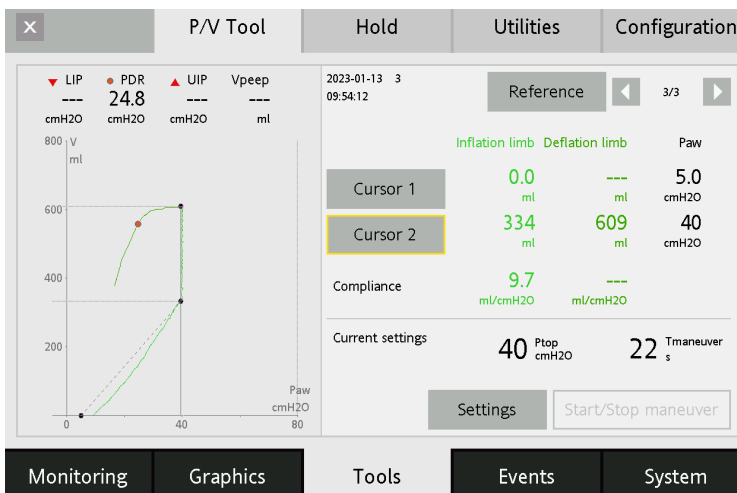 X P/V Tool Hold Utilities Configuration
LIP PDR UIP Vpeep
--- 24.8 --- ---
cmH2O cmH2O cmH2O ml
800 V
ml
600
400
200
Paw
cmH2O
0 40 80
2023-01-13 3
09:54:12
Reference 3/3
Inflation limb Deflation limb Paw
Cursor 1 0.0 --- 5.0
ml ml cmH2O
Cursor 2 334 609 40
ml ml cmH2O
Compliance 9.7 ---
ml/cmH2O ml/cmH2O
Current settings 40 Ptop cmH2O 22 Tmaneuver s
Settings Start/Stop maneuver
Monitoring Graphics Tools Events System